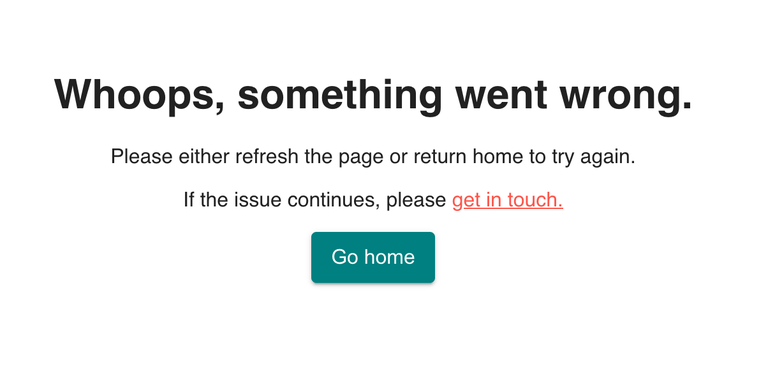 Whoops, something went wrong.
Please either refresh the page or return home to try again.
If the issue continues, please get in touch.
Go home